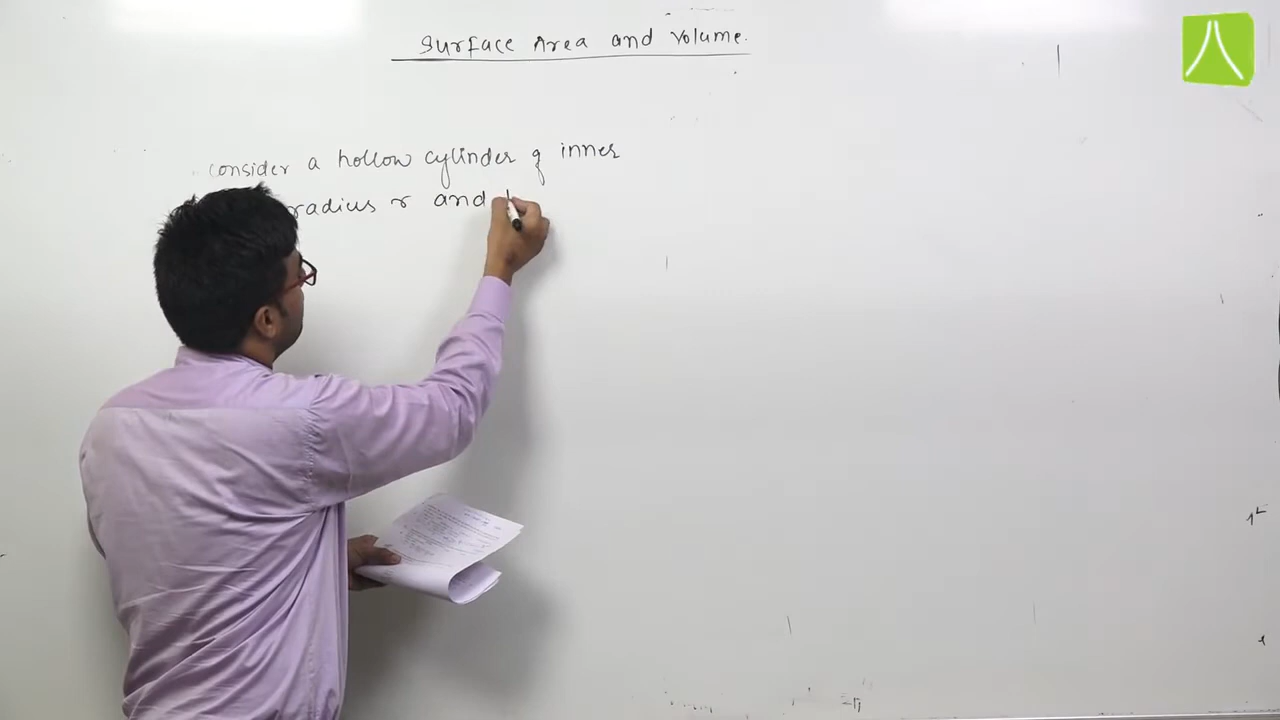 Surface Area and Volume.
Consider a hollow cylinder of inner
radius r and